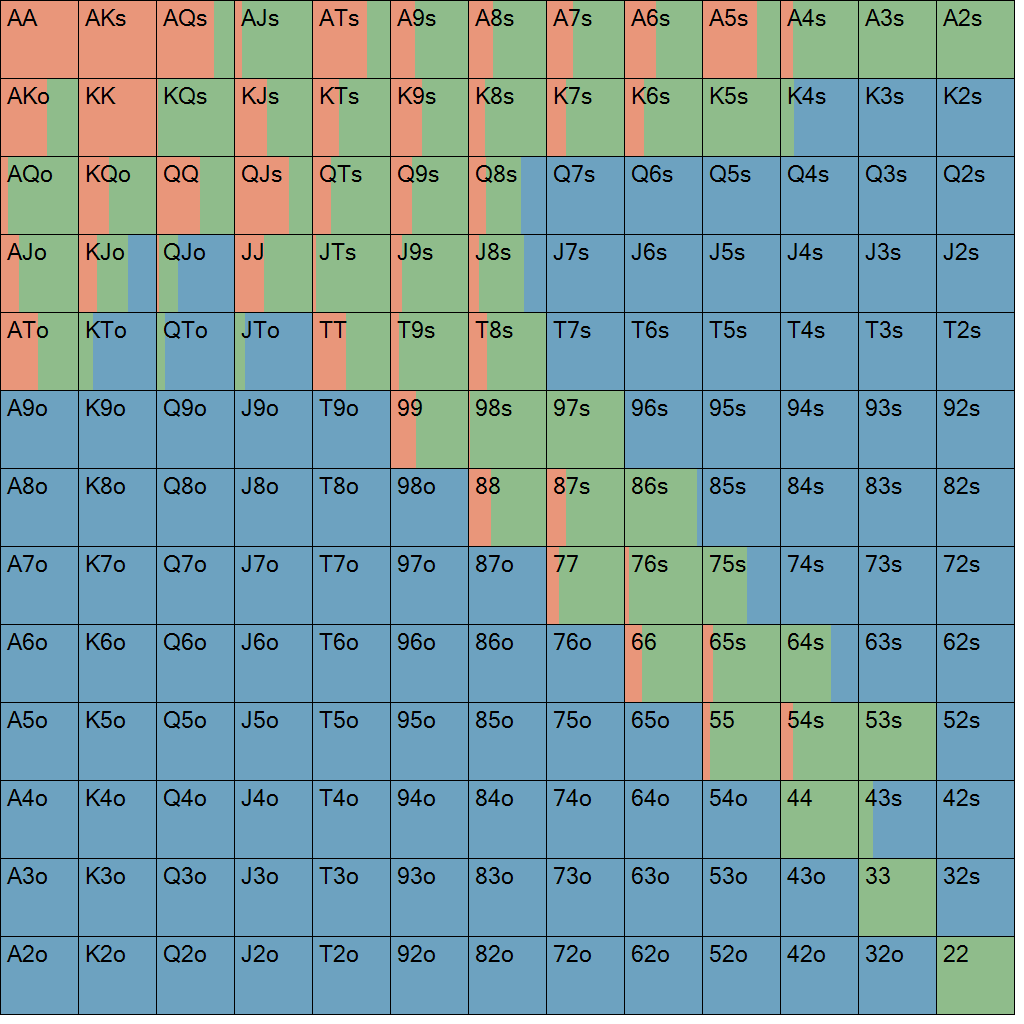 AA AKs AQs AJs ATs A9s A8s A7s A6s A5s A4s A3s A2s
AKo KK KQs KJs KTs K9s K8s K7s K6s K5s K4s K3s K2s
AQo KQo QQ QJs QTs Q9s Q8s Q7s Q6s Q5s Q4s Q3s Q2s
AJo KJo QJo JJ JTs J9s J8s J7s J6s J5s J4s J3s J2s
ATo KTo QTo JTo TT T9s T8s T7s T6s T5s T4s T3s T2s
A9o K9o Q9o J9o T9o 99 98s 97s 96s 95s 94s 93s 92s
A8o K8o Q8o J8o T8o 98o 88 87s 86s 85s 84s 83s 82s
A7o K7o Q7o J7o T7o 97o 87o 77 76s 75s 74s 73s 72s
A6o K6o Q6o J6o T6o 96o 86o 76o 66 65s 64s 63s 62s
A5o K5o Q5o J5o T5o 95o 85o 75o 65o 55 54s 53s 52s
A4o K4o Q4o J4o T4o 94o 84o 74o 64o 54o 44 43s 42s
A3o K3o Q3o J3o T3o 93o 83o 73o 63o 53o 43o 33 32s
A2o K2o Q2o J2o T2o 92o 82o 72o 62o 52o 42o 32o 22